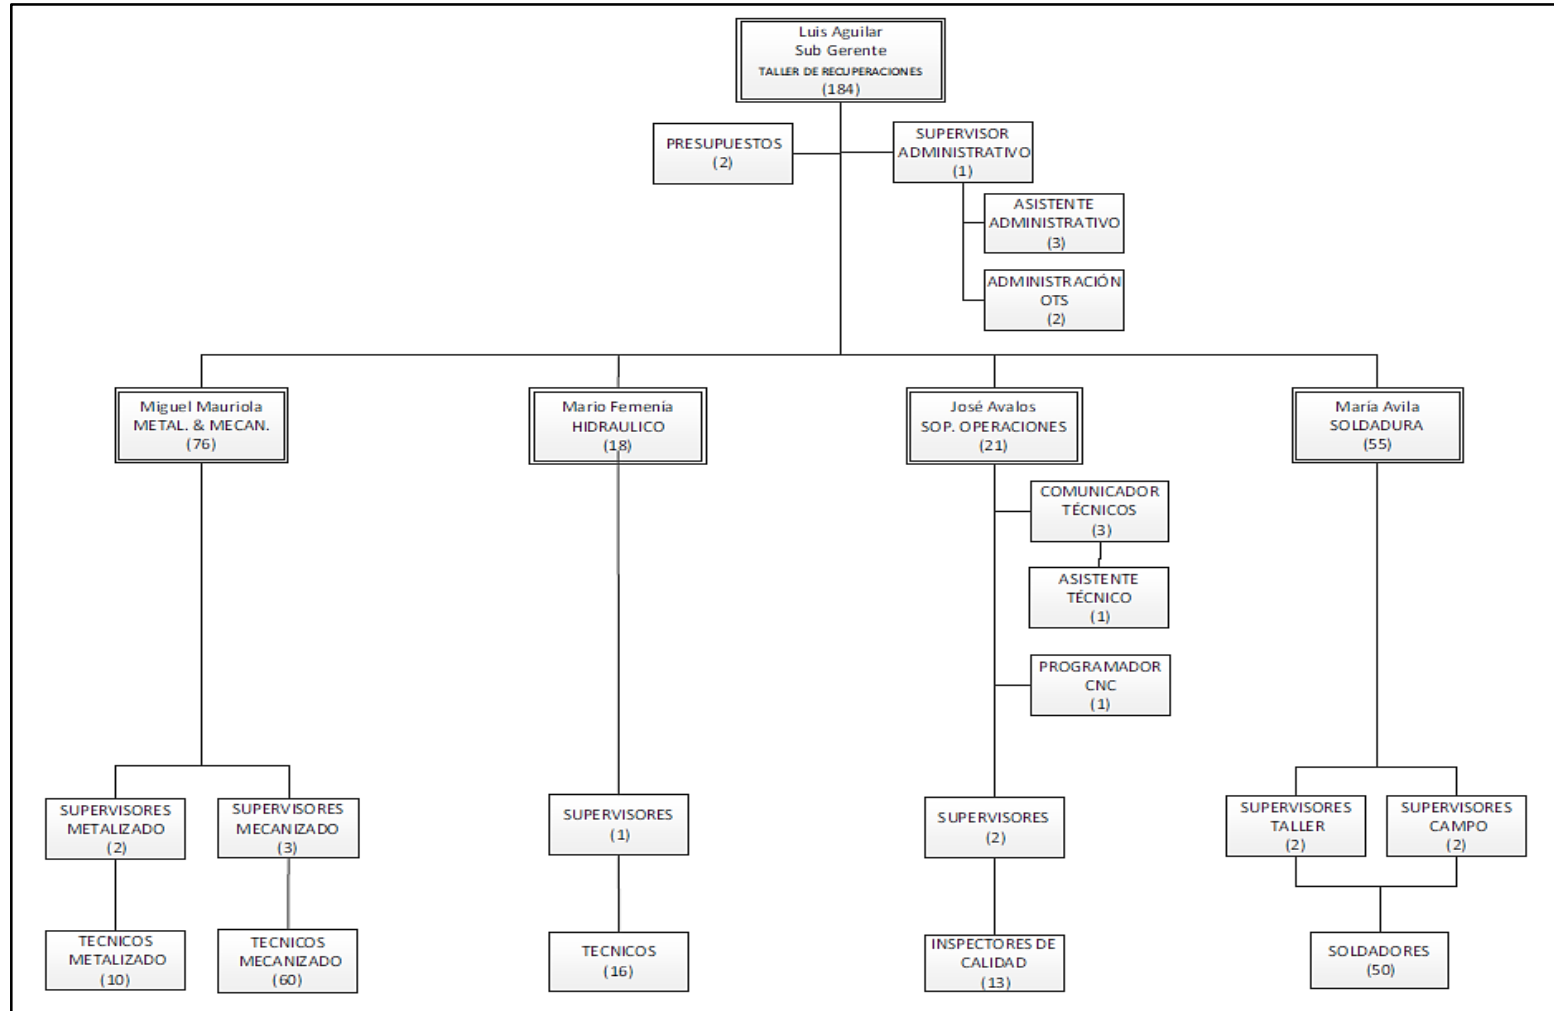 Luis Aguilar
Sub Gerente
TALLER DE RECUPERACIONES
(184)
PRESUPUESTOS
(2)
SUPERVISOR
ADMINISTRATIVO
(1)
ASISTENTE
ADMINISTRATIVO
(3)
ADMINISTRACIÓN
OTS
(2)
Miguel Mauriola
METAL. & MECAN.
(76)
Mario Femenía
HIDRAULICO
(18)
José Avalos
SOP. OPERACIONES
(21)
María Avila
SOLDADURA
(55)
COMUNICADOR
TÉCNICOS
(3)
ASISTENTE
TÉCNICO
(1)
PROGRAMADOR
CNC
(1)
SUPERVISORES
METALIZADO
(2)
SUPERVISORES
MECANIZADO
(3)
SUPERVISORES
(1)
SUPERVISORES
(2)
SUPERVISORES
TALLER
(2)
SUPERVISORES
CAMPO
(2)
TECNICOS
METALIZADO
(10)
TECNICOS
MECANIZADO
(60)
TECNICOS
(16)
INSPECTORES DE
CALIDAD
(13)
SOLDADORES
(50)